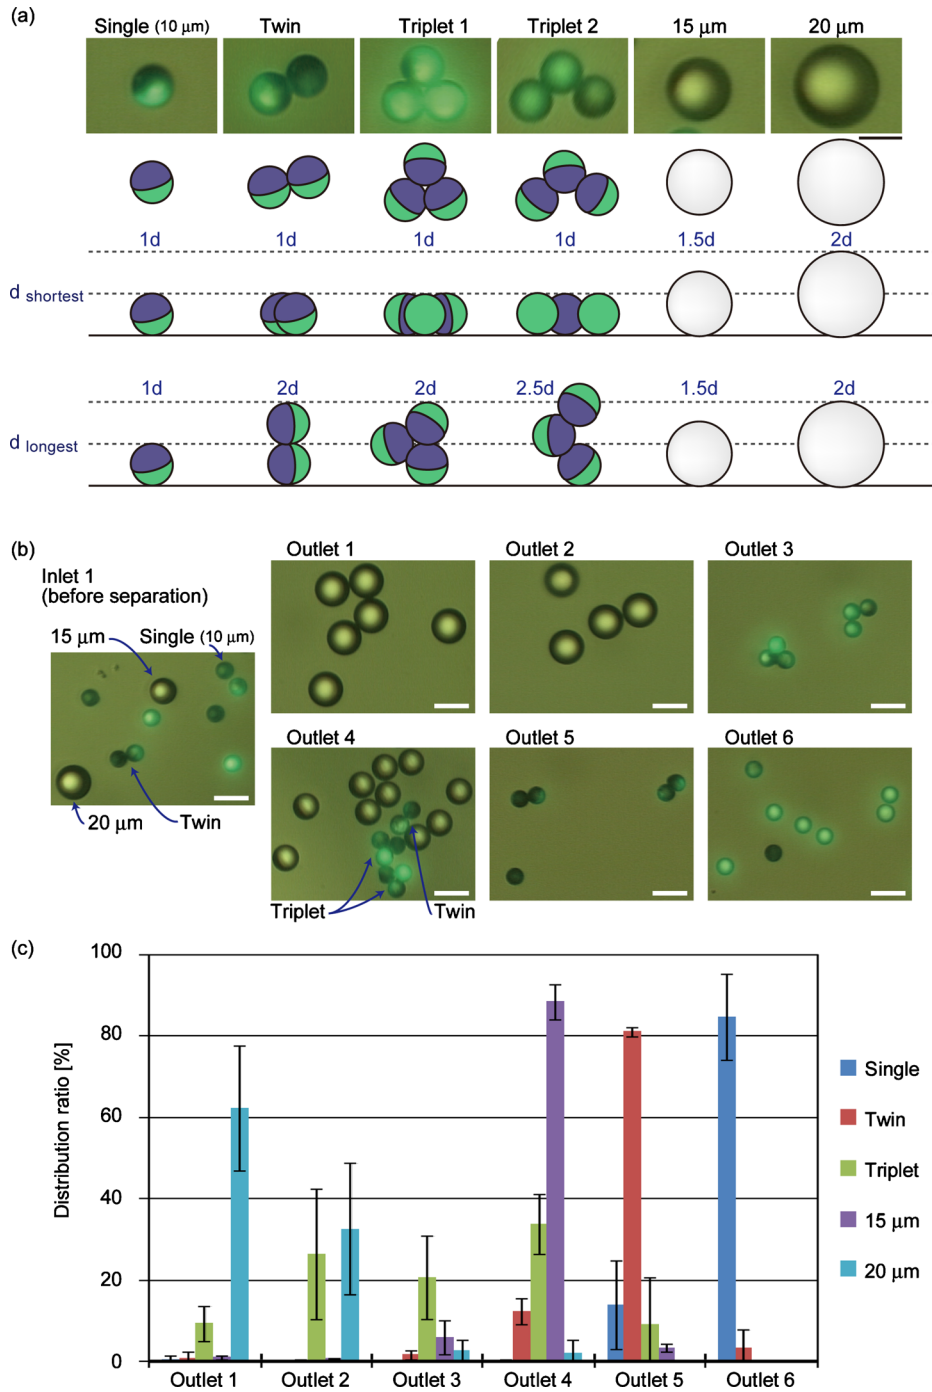 (a)
Single (10 μm) Twin Triplet 1 Triplet 2 15 μm 20 μm
1d 1d 1d 1d 1.5d 2d
d shortest
1d 2d 2d 2.5d 1.5d 2d
d longest
(b)
Inlet 1
(before separation)
15 μm
Single (10 μm)
20 μm
Twin
Outlet 1 Outlet 2 Outlet 3
Outlet 4 Outlet 5 Outlet 6
Triplet Twin
(c)
Distribution ratio [%]
100
80
60
40
20
0
Outlet 1 Outlet 2 Outlet 3 Outlet 4 Outlet 5 Outlet 6
Single
Twin
Triplet
15 μm
20 μm